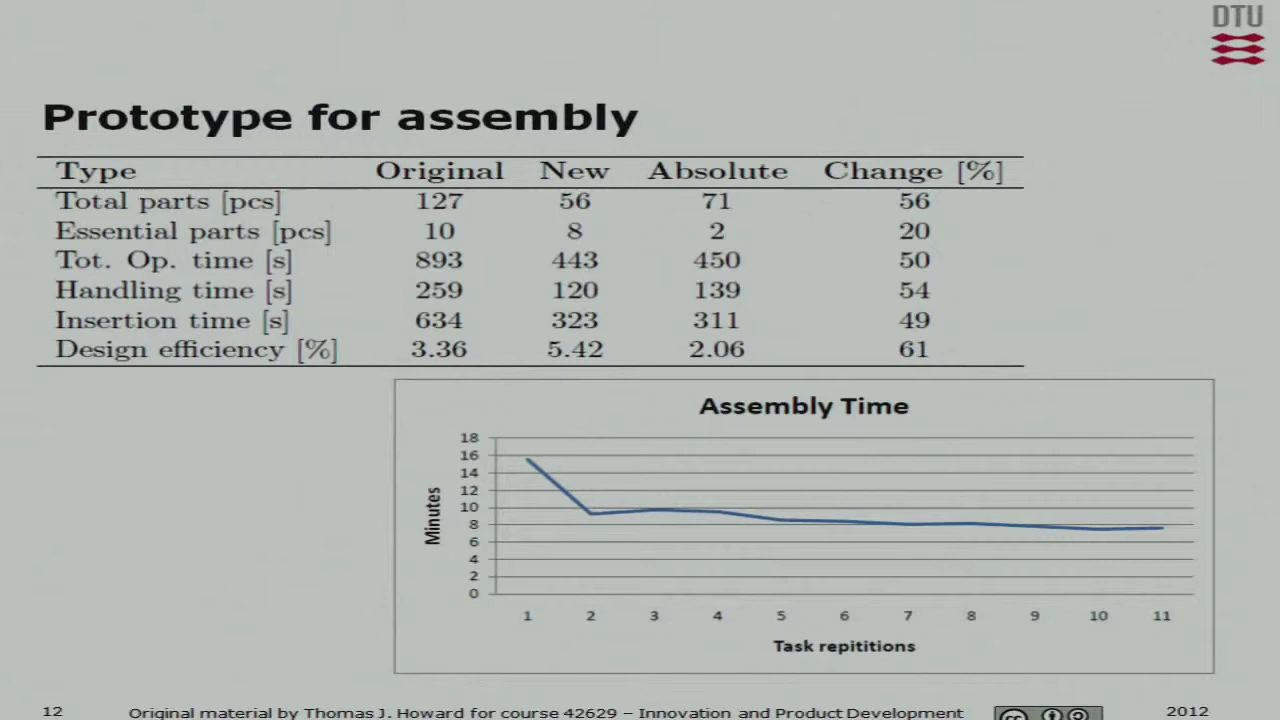 DTU
Prototype for assembly
Type Original New Absolute Change [%]
Total parts [pcs] 127 56 71 56
Essential parts [pcs] 10 8 2 20
Tot. Op. time [s] 893 443 450 50
Handling time [s] 259 120 139 54
Insertion time [s] 634 323 311 49
Design efficiency [%] 3.36 5.42 2.06 61
Assembly Time
18
16
14
12
10
8
6
4
2
0
Minutes
1 2 3 4 5 6 7 8 9 10 11
Task repititions
12 Original material by Thomas J. Howard for course 42629 – Innovation and Product Development cc 2012